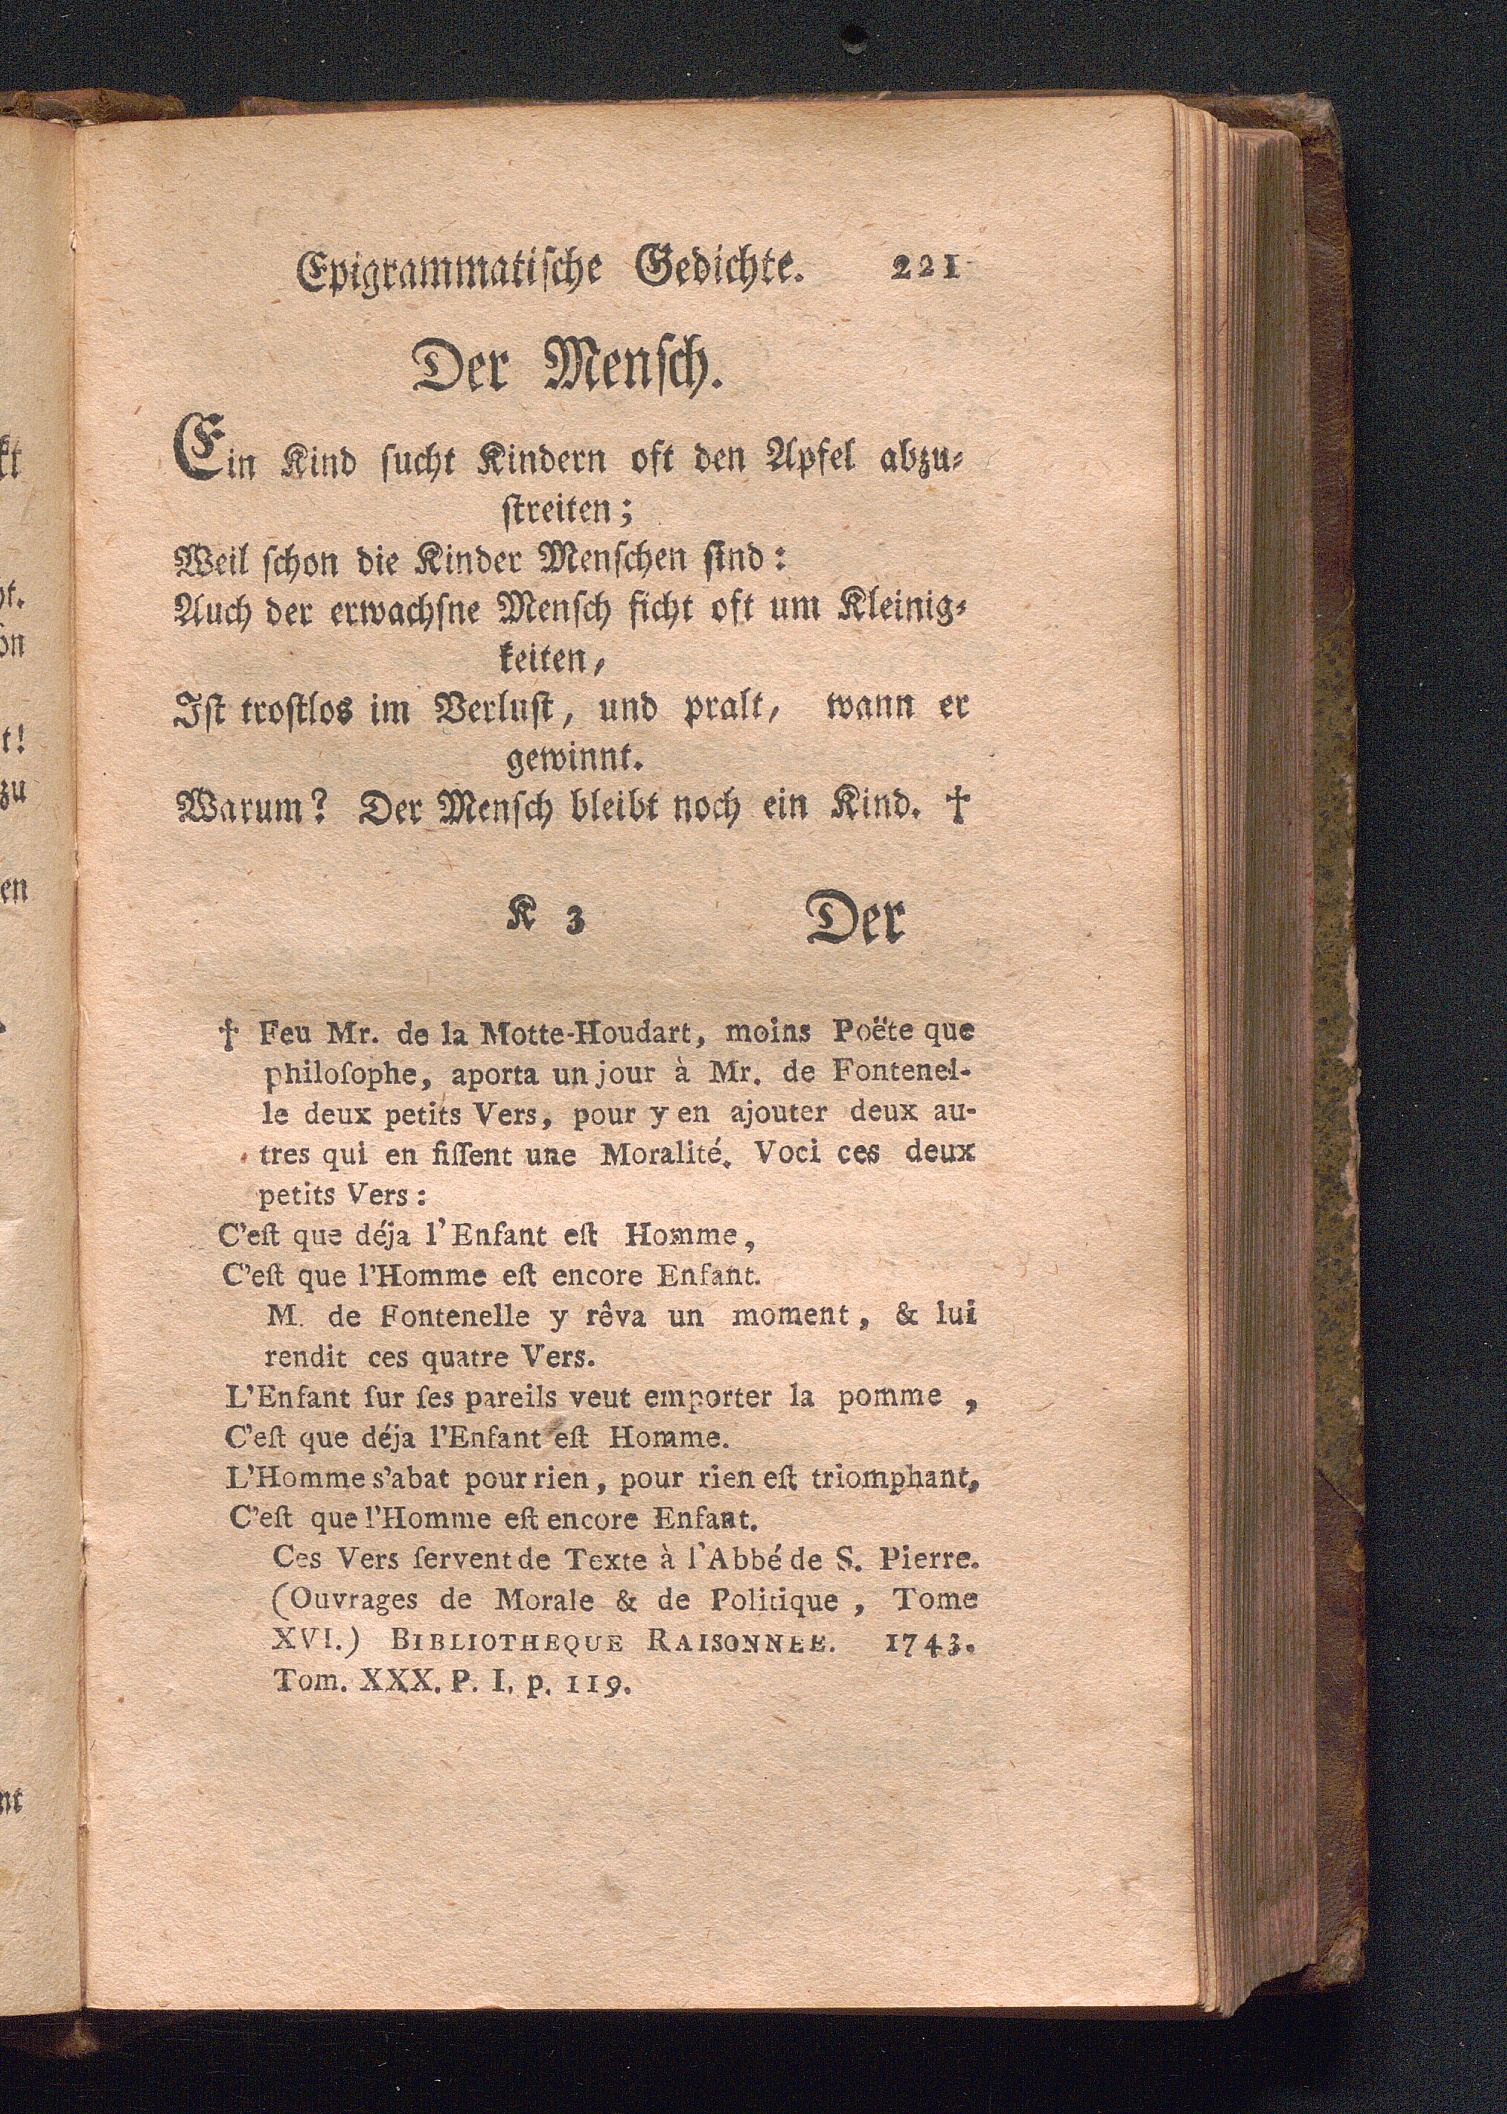 Epigrammatiſche Gedichte. 221
Der Menſch.
Ein Kind ſucht Kindern oft den Apfel abzu⸗
ſtreiten;
Weil ſchon die Kinder Menſchen ſind:
Auch der erwachſne Menſch ficht oft um Kleinig⸗
keiten,
Iſt troſtlos im Verluſt, und pralt, wann er
gewinnt.
Warum? Der Menſch bleibt noch ein Kind. †
K 3 Der
† Feu Mr. de la Motte-Houdart, moins Poëte que
philoſophe, aporta un jour à Mr. de Fontenel-
le deux petits Vers, pour y en ajouter deux au-
tres qui en fiſſent une Moralité. Voci ces deux
petits Vers:
C'eſt que déja l'Enfant eſt Homme,
C'eſt que l'Homme eſt encore Enfant.
M. de Fontenelle y rêva un moment, & lui
rendit ces quatre Vers.
L'Enfant ſur ſes pareils veut emporter la pomme,
C'eſt que déja l'Enfant eſt Homme.
L'Homme s'abat pour rien, pour rien eſt triomphant,
C'eſt que l'Homme eſt encore Enfant.
Ces Vers ſervent de Texte à l'Abbé de S. Pierre.
(Ouvrages de Morale & de Politique, Tome
XVI.) BIBLIOTHEQUE RAISONNEE. 1743.
Tom. XXX. P. I. p. 119.